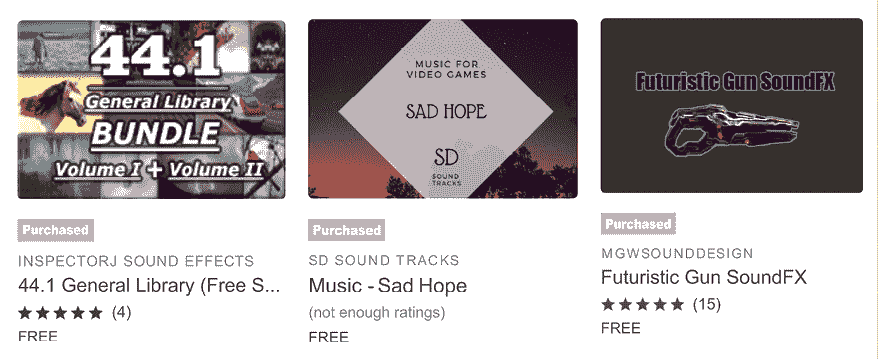 44.1
General Library
BUNDLE
Volume I + Volume II
Purchased
INSPECTORJ SOUND EFFECTS
44.1 General Library (Free S...
(4)
FREE
MUSIC FOR
VIDEO GAMES
SAD HOPE
SD
SOUND
TRACKS
Purchased
SD SOUND TRACKS
Music - Sad Hope
(not enough ratings)
FREE
Futuristic Gun SoundFX
Purchased
MGWSOUNDDESIGN
Futuristic Gun SoundFX
(15)
FREE